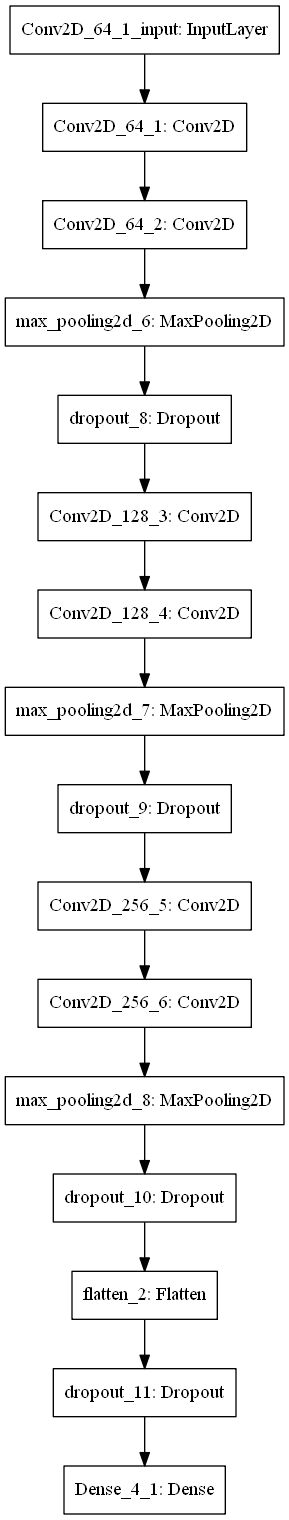 Conv2D_64_1_input: InputLayer
Conv2D_64_1: Conv2D
Conv2D_64_2: Conv2D
max_pooling2d_6: MaxPooling2D
dropout_8: Dropout
Conv2D_128_3: Conv2D
Conv2D_128_4: Conv2D
max_pooling2d_7: MaxPooling2D
dropout_9: Dropout
Conv2D_256_5: Conv2D
Conv2D_256_6: Conv2D
max_pooling2d_8: MaxPooling2D
dropout_10: Dropout
flatten_2: Flatten
dropout_11: Dropout
Dense_4_1: Dense